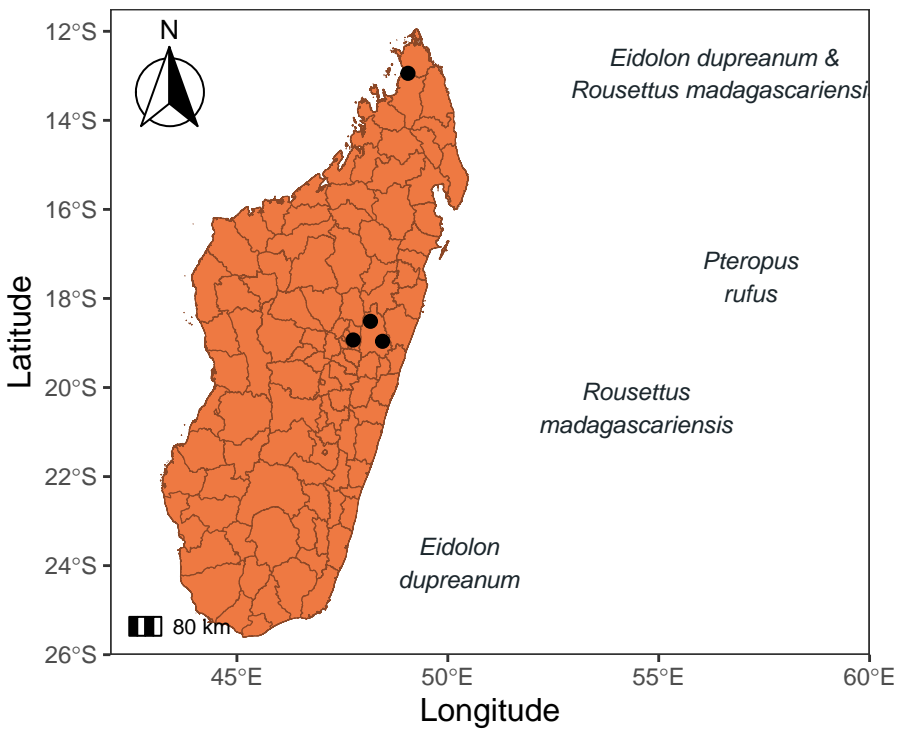 N
Eidolon dupreanum &
Rousettus madagascariensi
Pteropus
rufus
Rousettus
madagascariensis
Eidolon
dupreanum
80 km
12°S
14°S
16°S
18°S
20°S
22°S
24°S
26°S
Latitude
45°E
50°E
55°E
60°E
Longitude